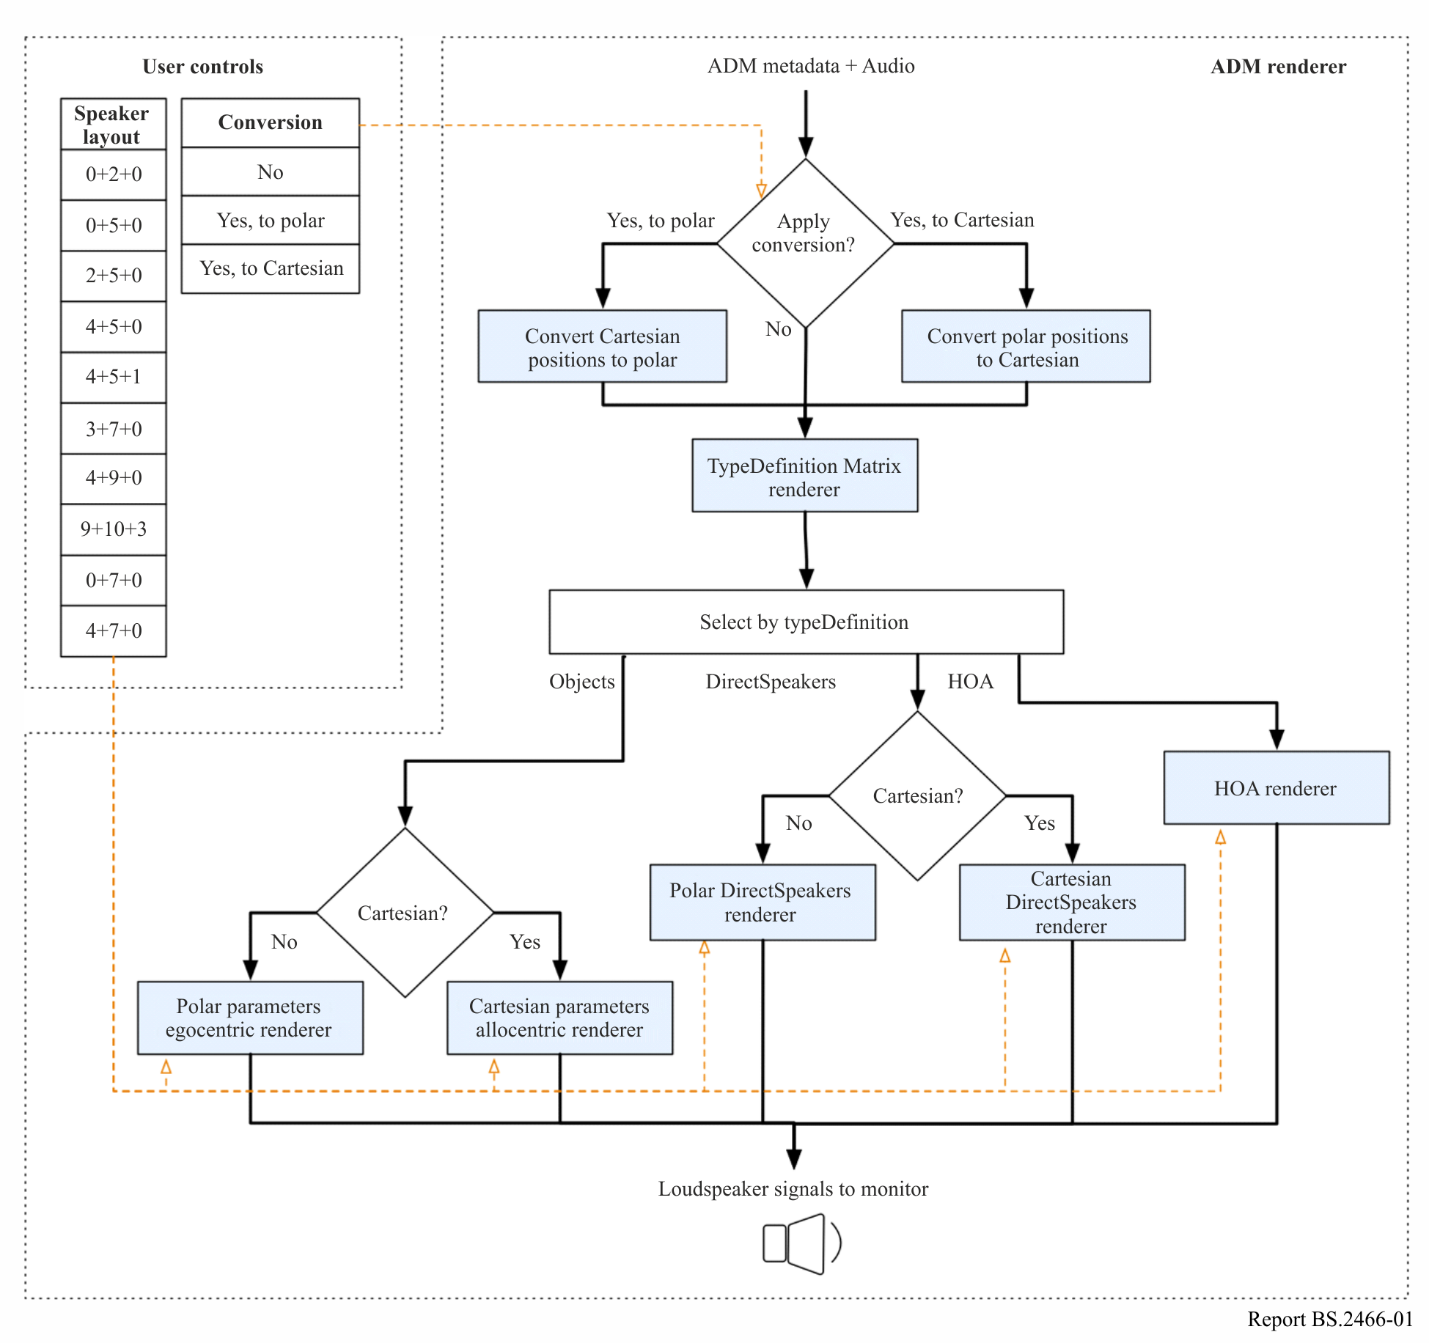 User controls
Speaker
layout
0+2+0
0+5+0
2+5+0
4+5+0
4+5+1
3+7+0
4+9+0
9+10+3
0+7+0
4+7+0
Conversion
No
Yes, to polar
Yes, to Cartesian
ADM metadata + Audio
ADM renderer
Apply
conversion?
Yes, to polar
Yes, to Cartesian
No
Convert Cartesian
positions to polar
Convert polar positions
to Cartesian
TypeDefinition Matrix
renderer
Select by typeDefinition
Objects
DirectSpeakers
HOA
Cartesian?
No
Yes
HOA renderer
Polar DirectSpeakers
renderer
Cartesian
DirectSpeakers
renderer
Cartesian?
No
Yes
Polar parameters
egocentric renderer
Cartesian parameters
allocentric renderer
Loudspeaker signals to monitor
Report BS.2466-01